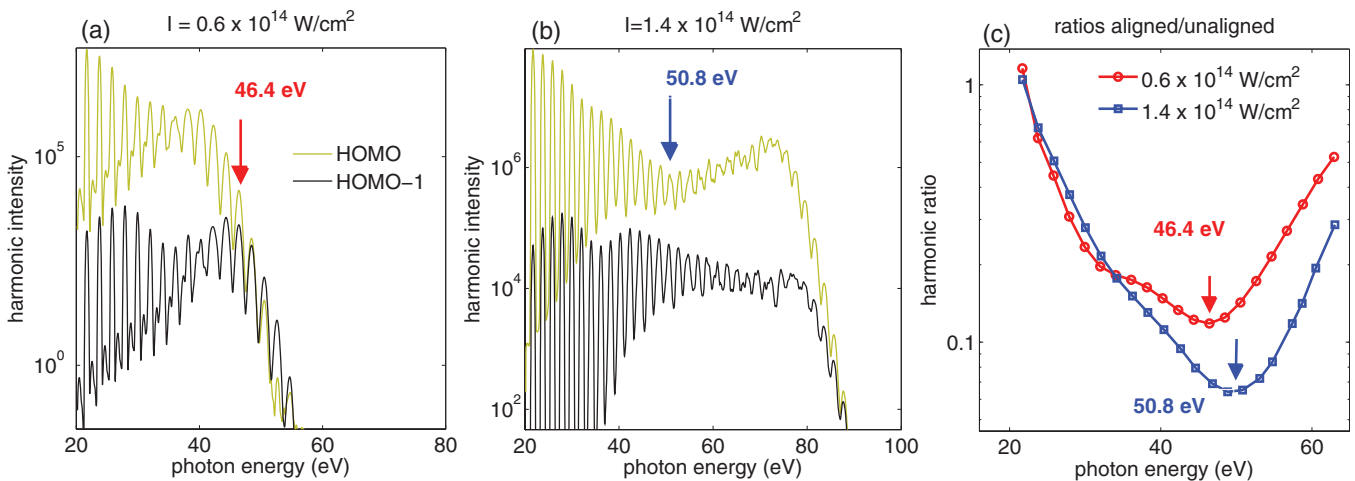 (a)
I = 0.6 x 10^14 W/cm^2
harmonic intensity
10^5
10^0
46.4 eV
HOMO
HOMO−1
20
40
60
80
photon energy (eV)
(b)
I=1.4 x 10^14 W/cm^2
harmonic intensity
10^6
10^4
10^2
50.8 eV
20
40
60
80
100
photon energy (eV)
(c)
ratios aligned/unaligned
harmonic ratio
1
0.1
0.6 x 10^14 W/cm^2
1.4 x 10^14 W/cm^2
46.4 eV
50.8 eV
20
40
60
photon energy (eV)